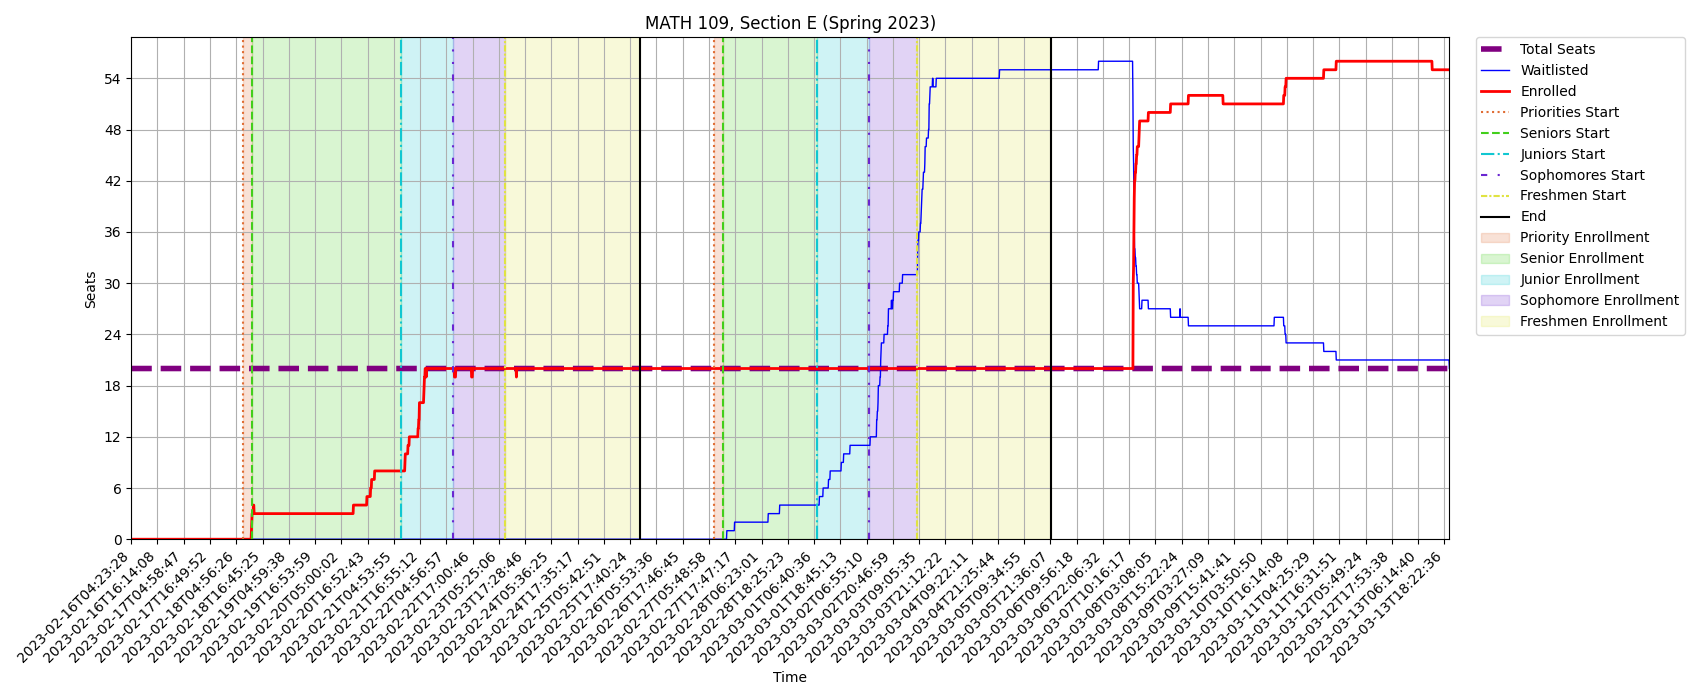 MATH 109, Section E (Spring 2023)
Seats
54
48
42
36
30
24
18
12
6
0
2023-02-16T04:23:28
2023-02-16T16:14:08
2023-02-17T04:58:47
2023-02-17T16:49:52
2023-02-18T04:56:26
2023-02-18T16:45:25
2023-02-19T04:59:38
2023-02-19T16:53:59
2023-02-20T05:00:02
2023-02-20T16:52:43
2023-02-21T04:53:55
2023-02-21T16:55:12
2023-02-22T04:56:57
2023-02-22T17:00:46
2023-02-23T05:25:06
2023-02-23T17:28:46
2023-02-24T05:36:25
2023-02-24T17:35:17
2023-02-25T05:42:51
2023-02-25T17:40:24
2023-02-26T05:53:36
2023-02-26T17:46:45
2023-02-27T05:48:59
2023-02-27T17:47:17
2023-02-28T06:23:01
2023-02-28T18:25:23
2023-03-01T06:40:36
2023-03-01T18:45:13
2023-03-02T06:55:10
2023-03-02T20:46:59
2023-03-03T09:05:35
2023-03-03T21:12:22
2023-03-04T09:22:11
2023-03-04T21:25:44
2023-03-05T09:34:55
2023-03-05T21:36:07
2023-03-06T09:56:18
2023-03-06T22:06:32
2023-03-07T10:16:17
2023-03-08T03:08:05
2023-03-08T15:22:24
2023-03-09T03:27:09
2023-03-09T15:41:41
2023-03-10T03:50:50
2023-03-10T16:14:08
2023-03-11T04:25:29
2023-03-11T16:31:51
2023-03-12T05:49:24
2023-03-12T17:53:38
2023-03-13T06:14:40
2023-03-13T18:22:36
Time
Total Seats
Waitlisted
Enrolled
Priorities Start
Seniors Start
Juniors Start
Sophomores Start
Freshmen Start
End
Priority Enrollment
Senior Enrollment
Junior Enrollment
Sophomore Enrollment
Freshmen Enrollment